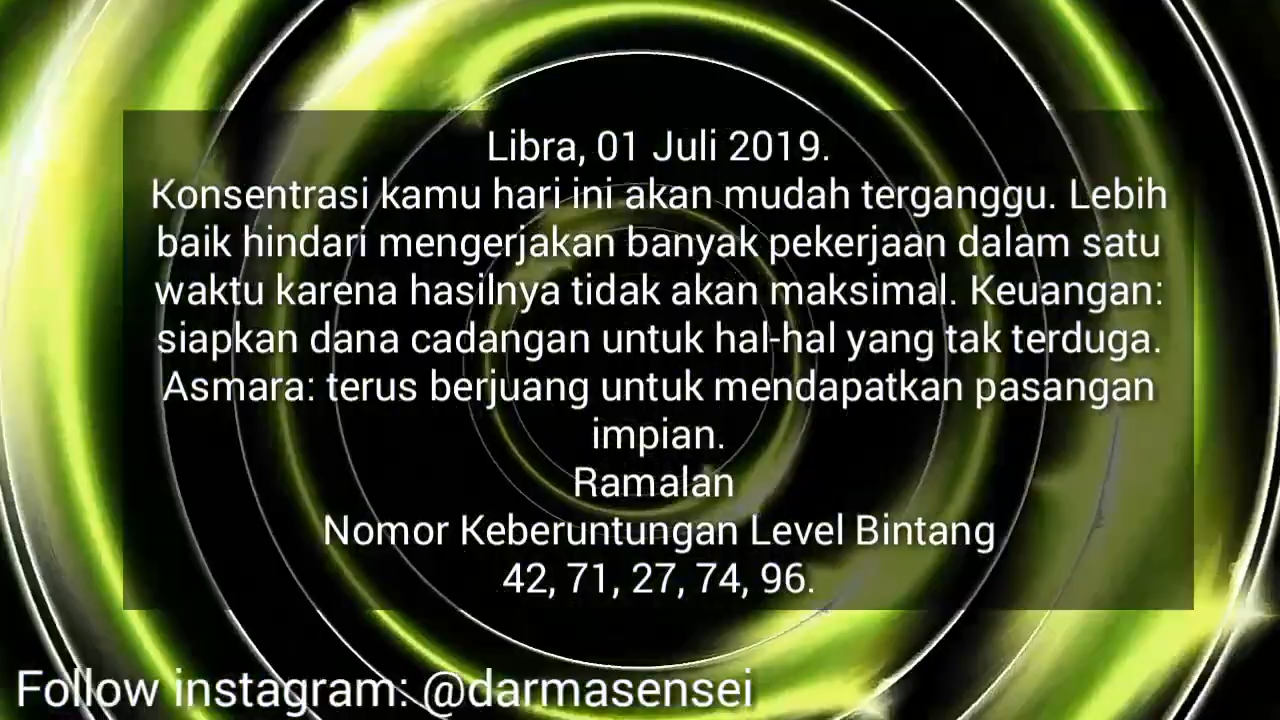 Libra, 01 Juli 2019.
Konsentrasi kamu hari ini akan mudah terganggu. Lebih
baik hindari mengerjakan banyak pekerjaan dalam satu
waktu karena hasilnya tidak akan maksimal. Keuangan:
siapkan dana cadangan untuk hal-hal yang tak terduga.
Asmara: terus berjuang untuk mendapatkan pasangan
impian.
Ramalan
Nomor Keberuntungan Level Bintang
42, 71, 27, 74, 96.
Follow instagram: @darmasensei